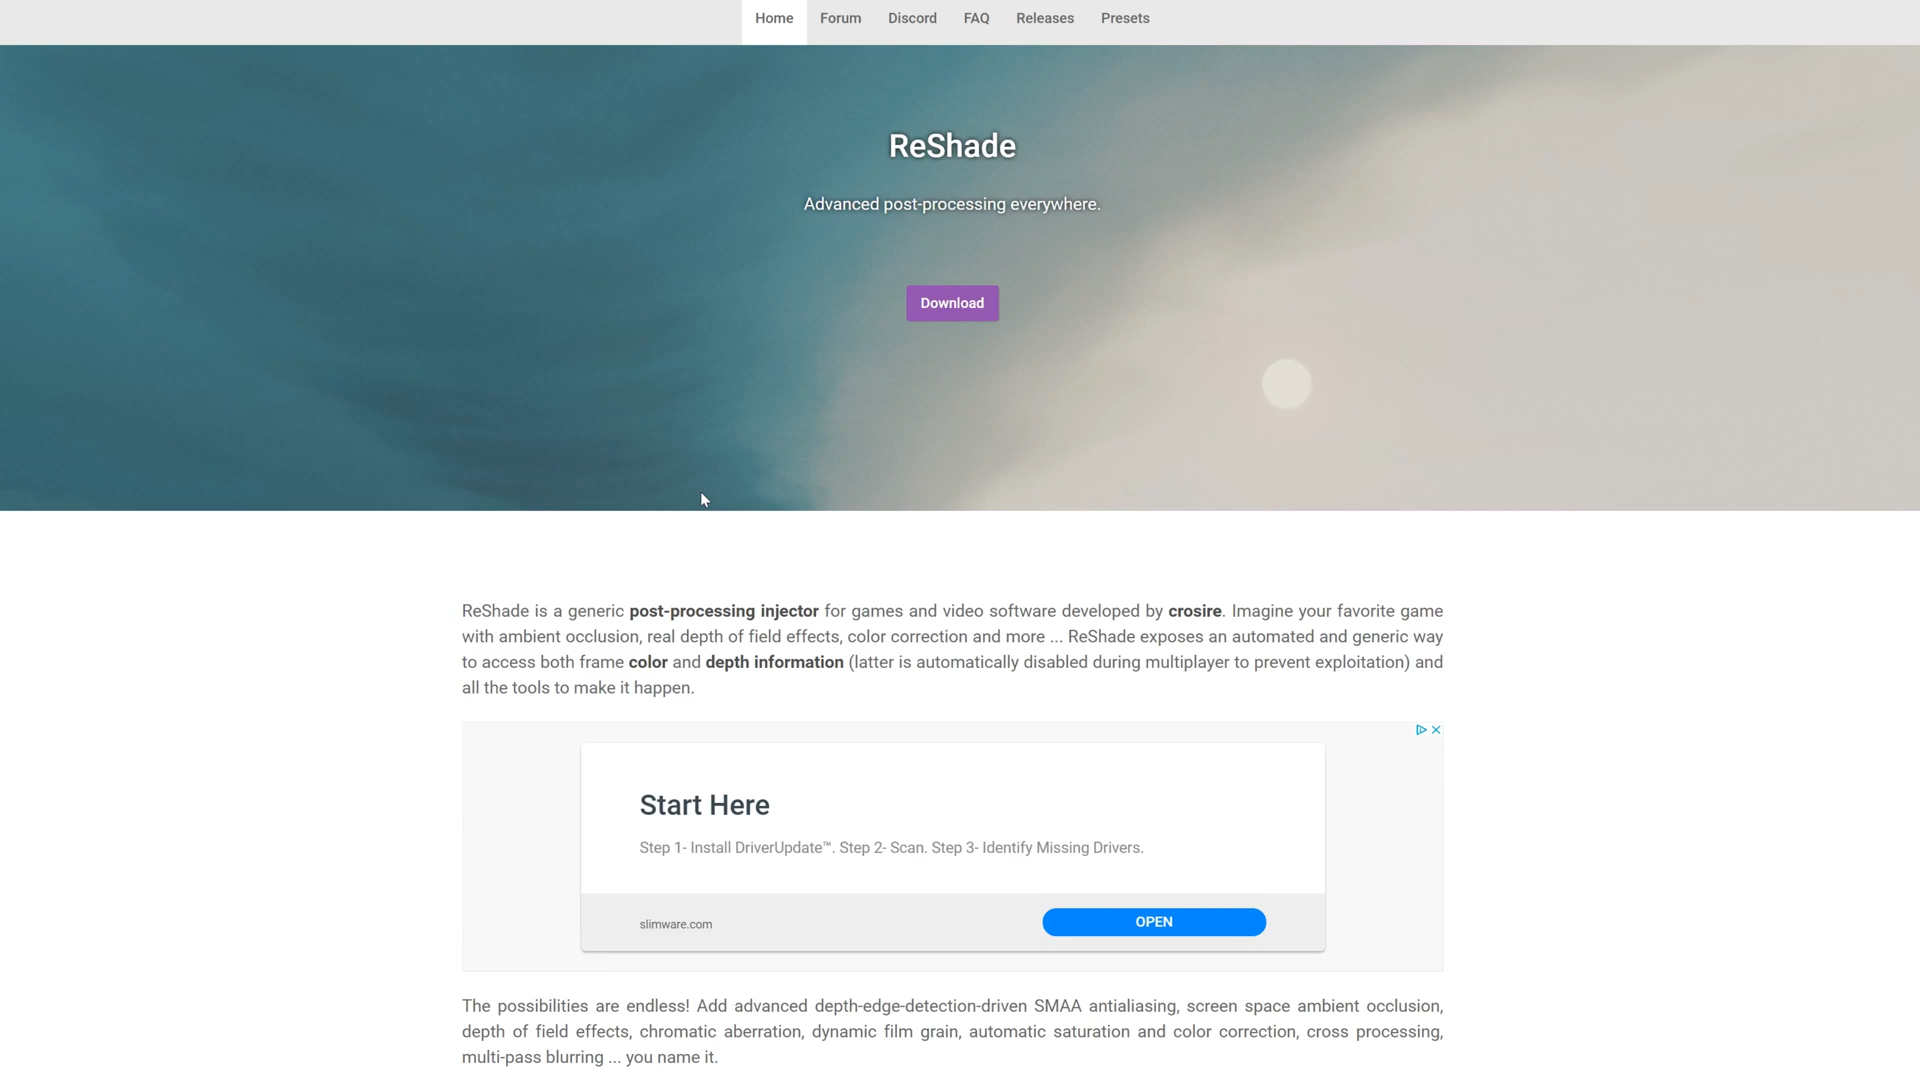 Home Forum Discord FAQ Releases Presets
ReShade
Advanced post-processing everywhere.
Download
ReShade is a generic post-processing injector for games and video software developed by crosire. Imagine your favorite game
with ambient occlusion, real depth of field effects, color correction and more ... ReShade exposes an automated and generic way
to access both frame color and depth information (latter is automatically disabled during multiplayer to prevent exploitation) and
all the tools to make it happen.
Start Here
Step 1- Install DriverUpdate™. Step 2- Scan. Step 3- Identify Missing Drivers.
slimware.com
OPEN
The possibilities are endless! Add advanced depth-edge-detection-driven SMAA antialiasing, screen space ambient occlusion,
depth of field effects, chromatic aberration, dynamic film grain, automatic saturation and color correction, cross processing,
multi-pass blurring ... you name it.